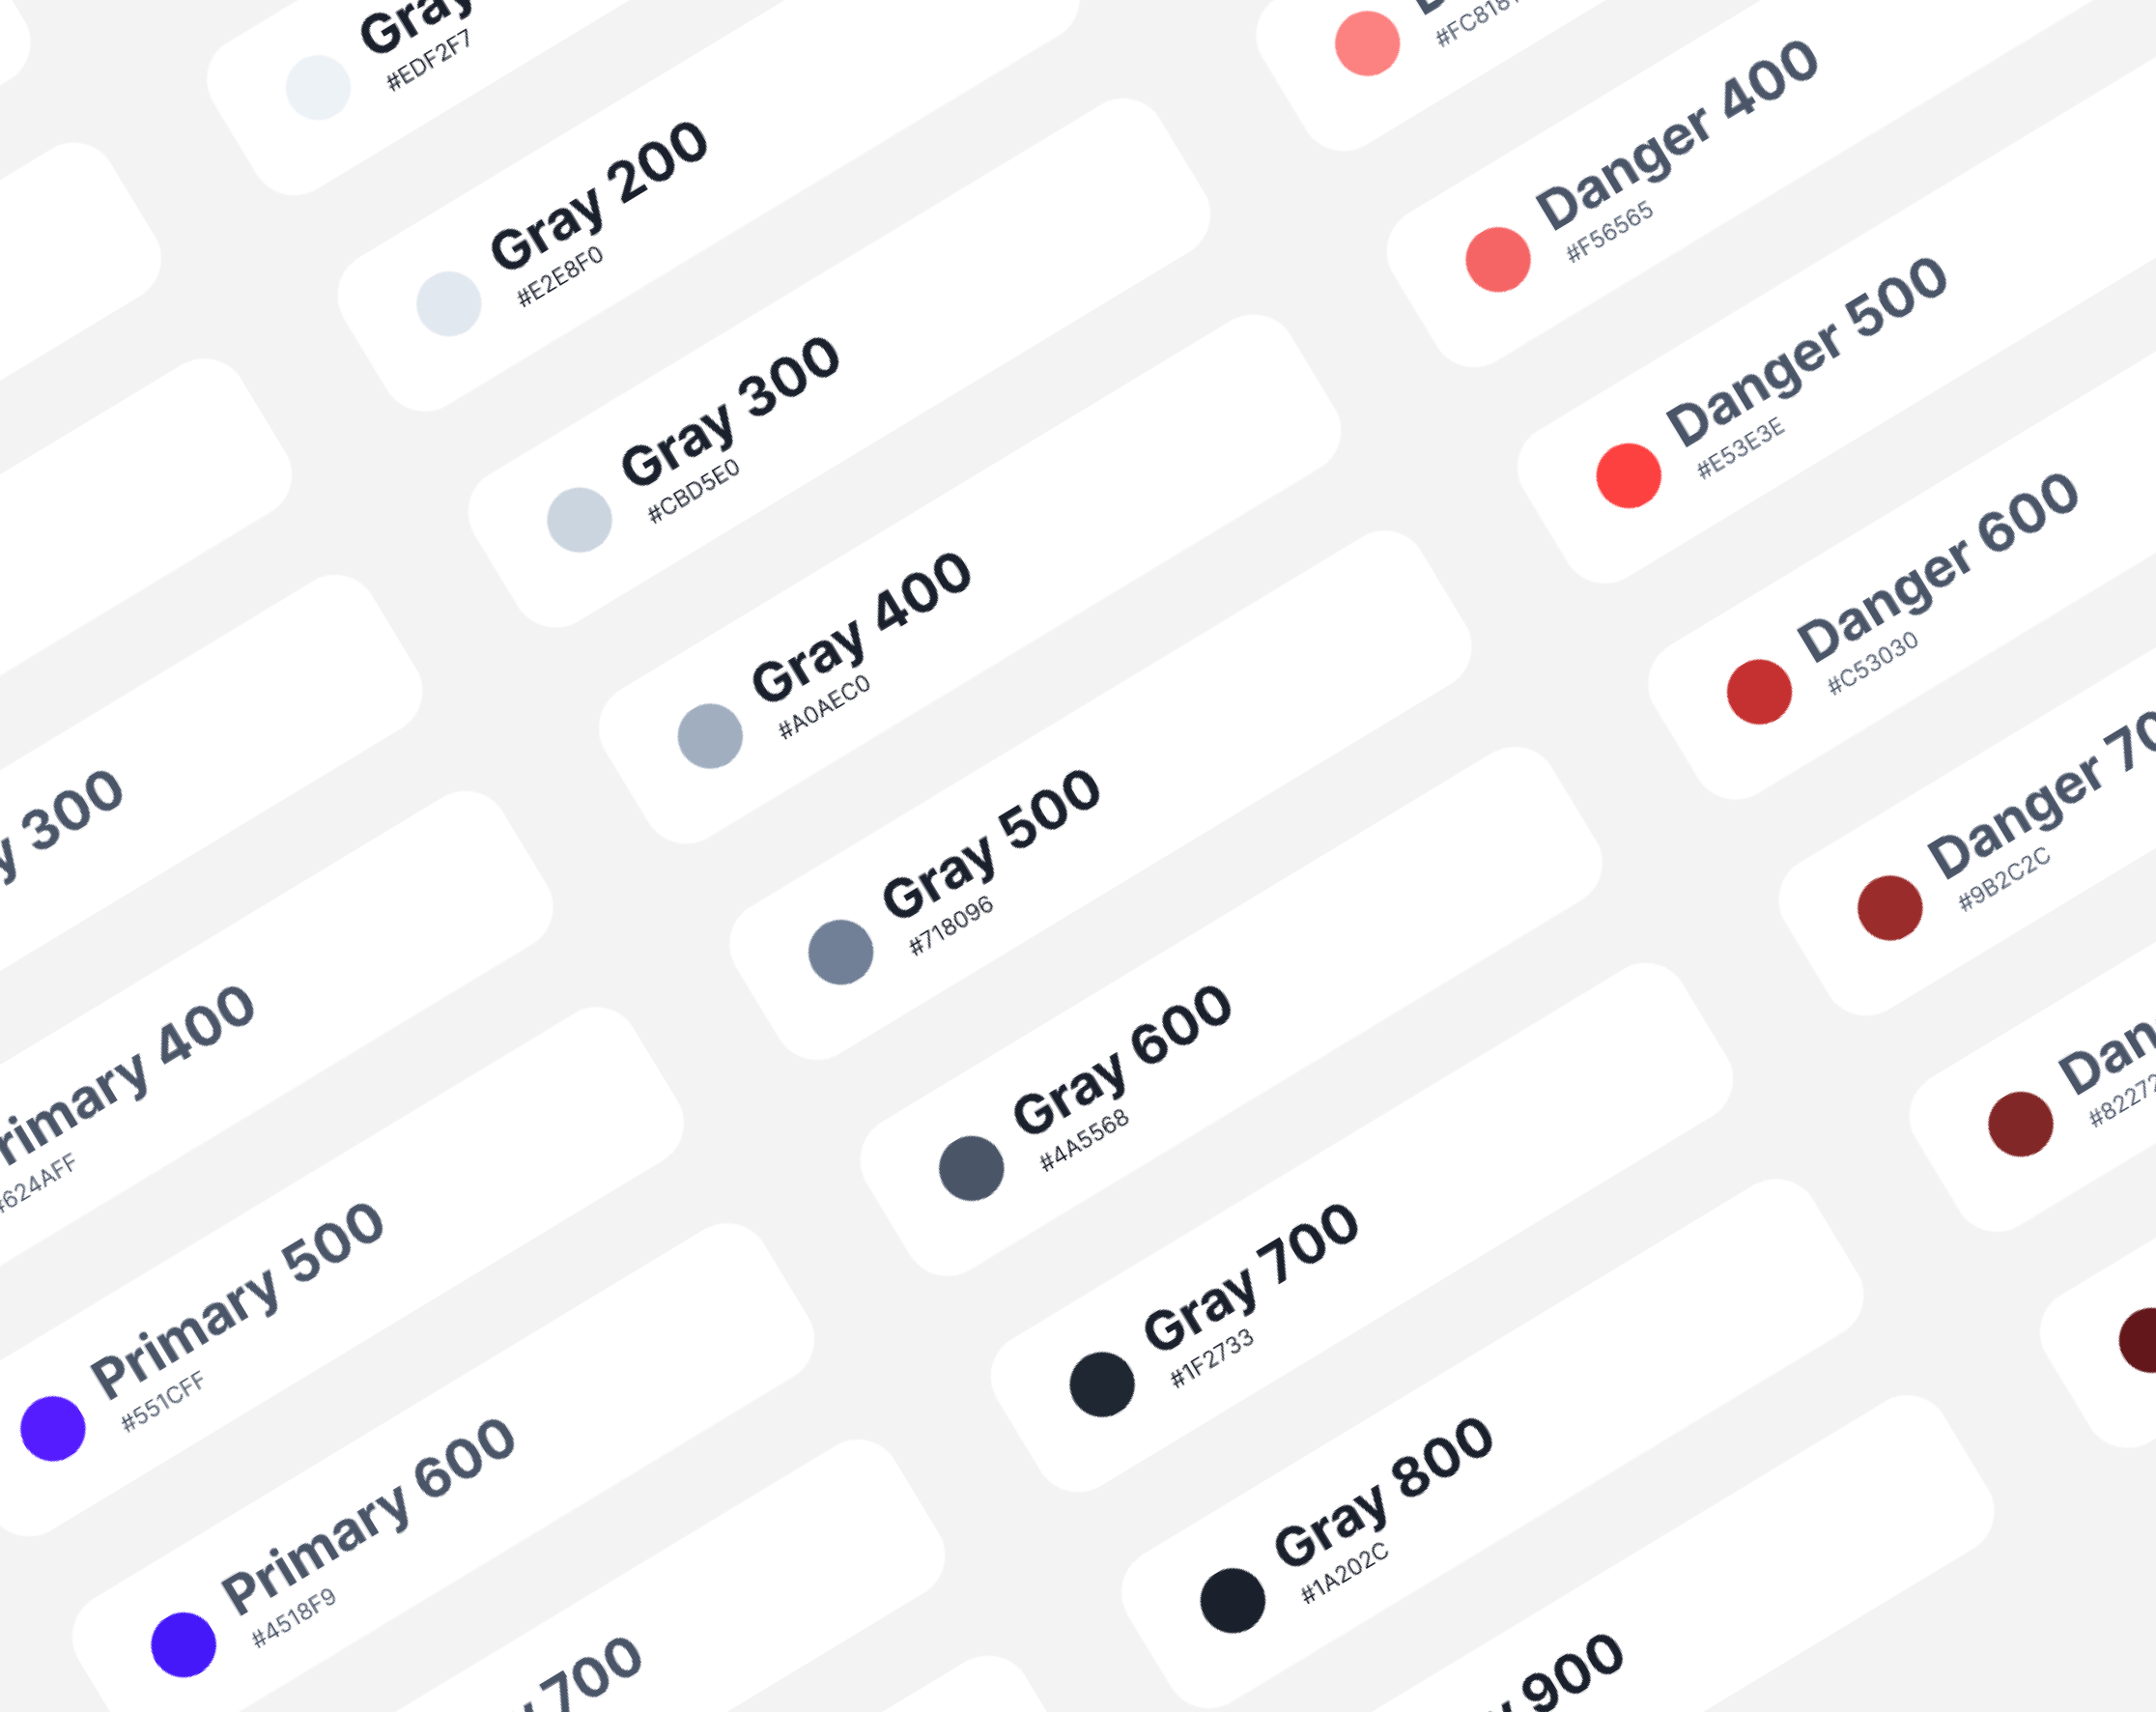 #EDF2F7
Gray 200
#E2E8F0
Gray 300
#CBD5E0
Gray 400
#A0AEC0
Gray 500
#718096
Gray 600
#4A5568
Gray 700
#1F2733
Gray 800
#1A202C
900
300
400
#624AFF
Primary 500
#551CFF
Primary 600
#4518F9
700
Danger 400
#F56565
Danger 500
#E53E3E
Danger 600
#C53030
Danger
#9B2C2C